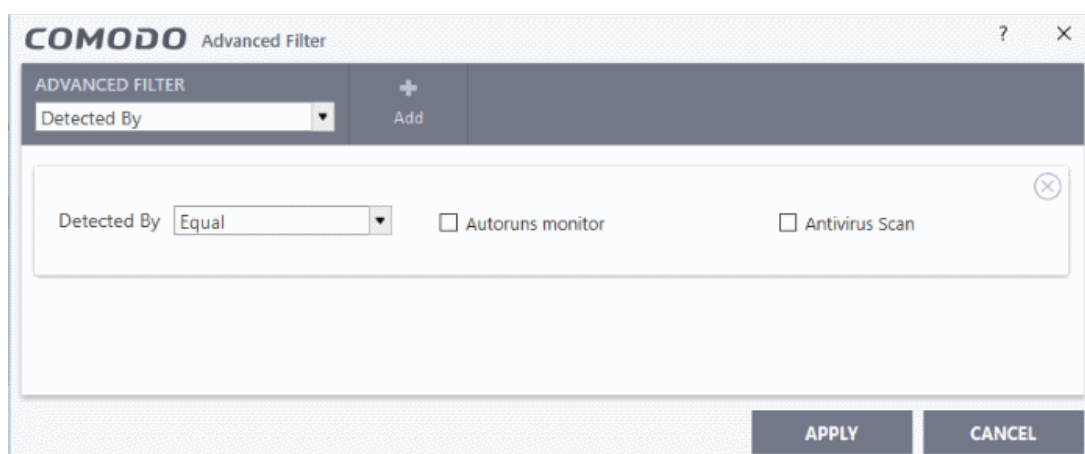 COMODO Advanced Filter ?
ADVANCED FILTER
Detected By
Add
Detected By Equal Autoruns monitor Antivirus Scan
APPLY CANCEL